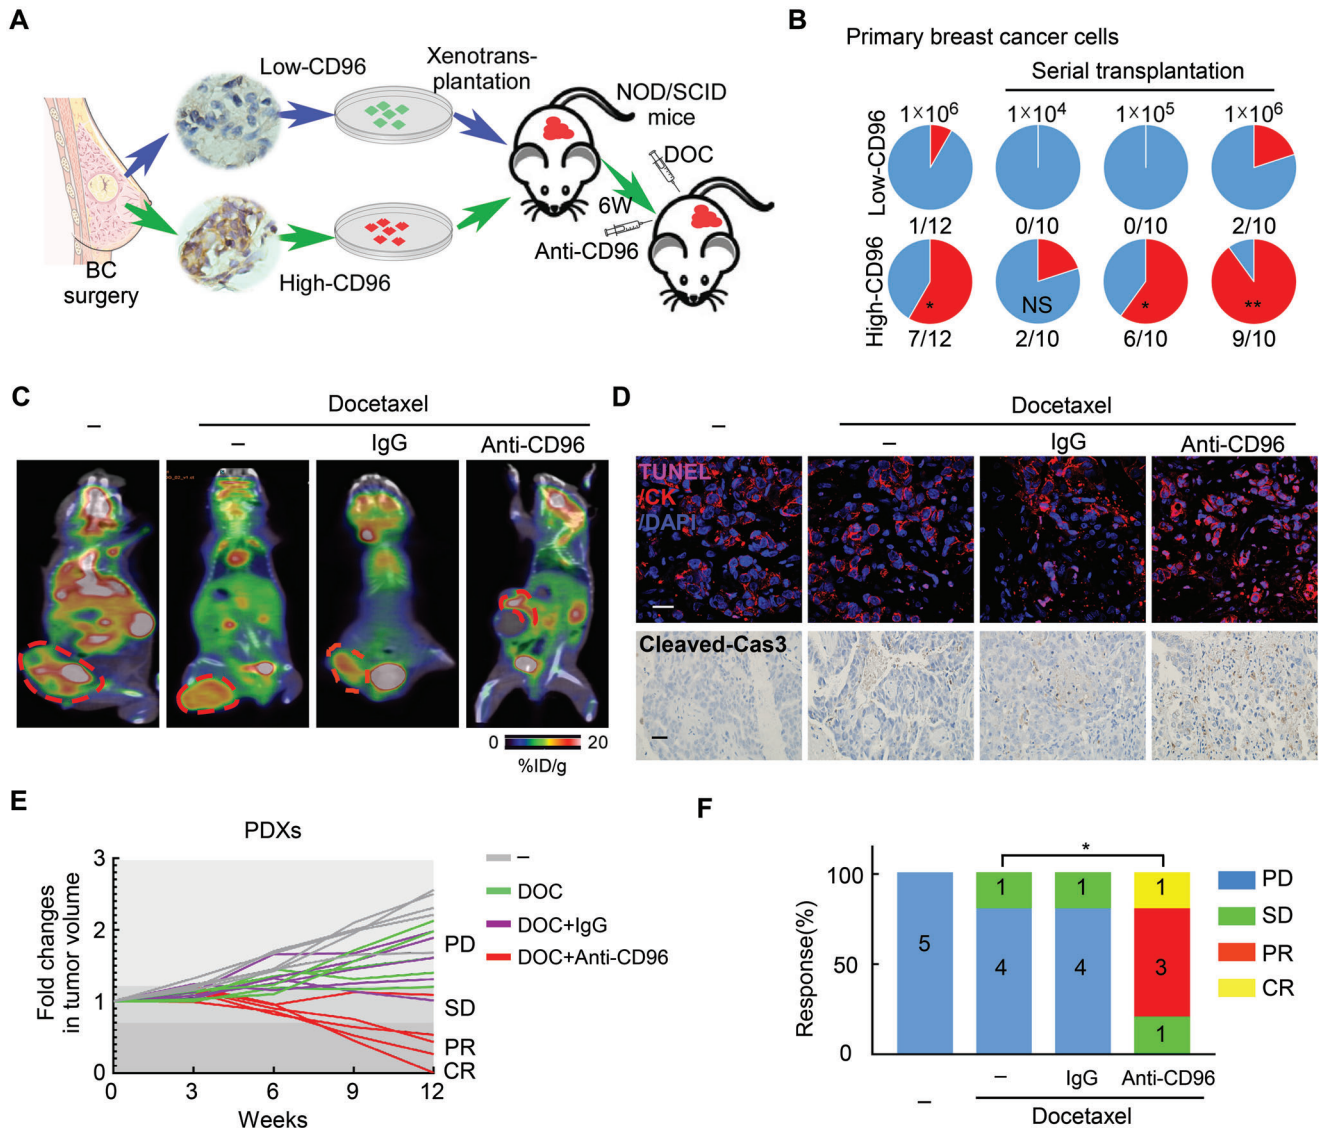 A
Low-CD96
Xenotrans-
plantation
NOD/SCID
mice
DOC
6W
Anti-CD96
BC
surgery
High-CD96
B
Primary breast cancer cells
Serial transplantation
1×10⁶ 1×10⁴ 1×10⁵ 1×10⁶
Low-CD96
1/12 0/10 0/10 2/10
High-CD96
* NS * **
7/12 2/10 6/10 9/10
C
Docetaxel
– – IgG Anti-CD96
0 20
%ID/g
D
Docetaxel
– – IgG Anti-CD96
TUNEL
/CK
/DAPI
Cleaved-Cas3
E
PDXs
Fold changes
in tumor volume
3
2
1
0
PD
SD
PR
CR
0 3 6 9 12
Weeks
–
DOC
DOC+IgG
DOC+Anti-CD96
F
Response(%)
100
50
0
*
5
1
4
1
4
1
3
1
PD
SD
PR
CR
– – IgG Anti-CD96
Docetaxel